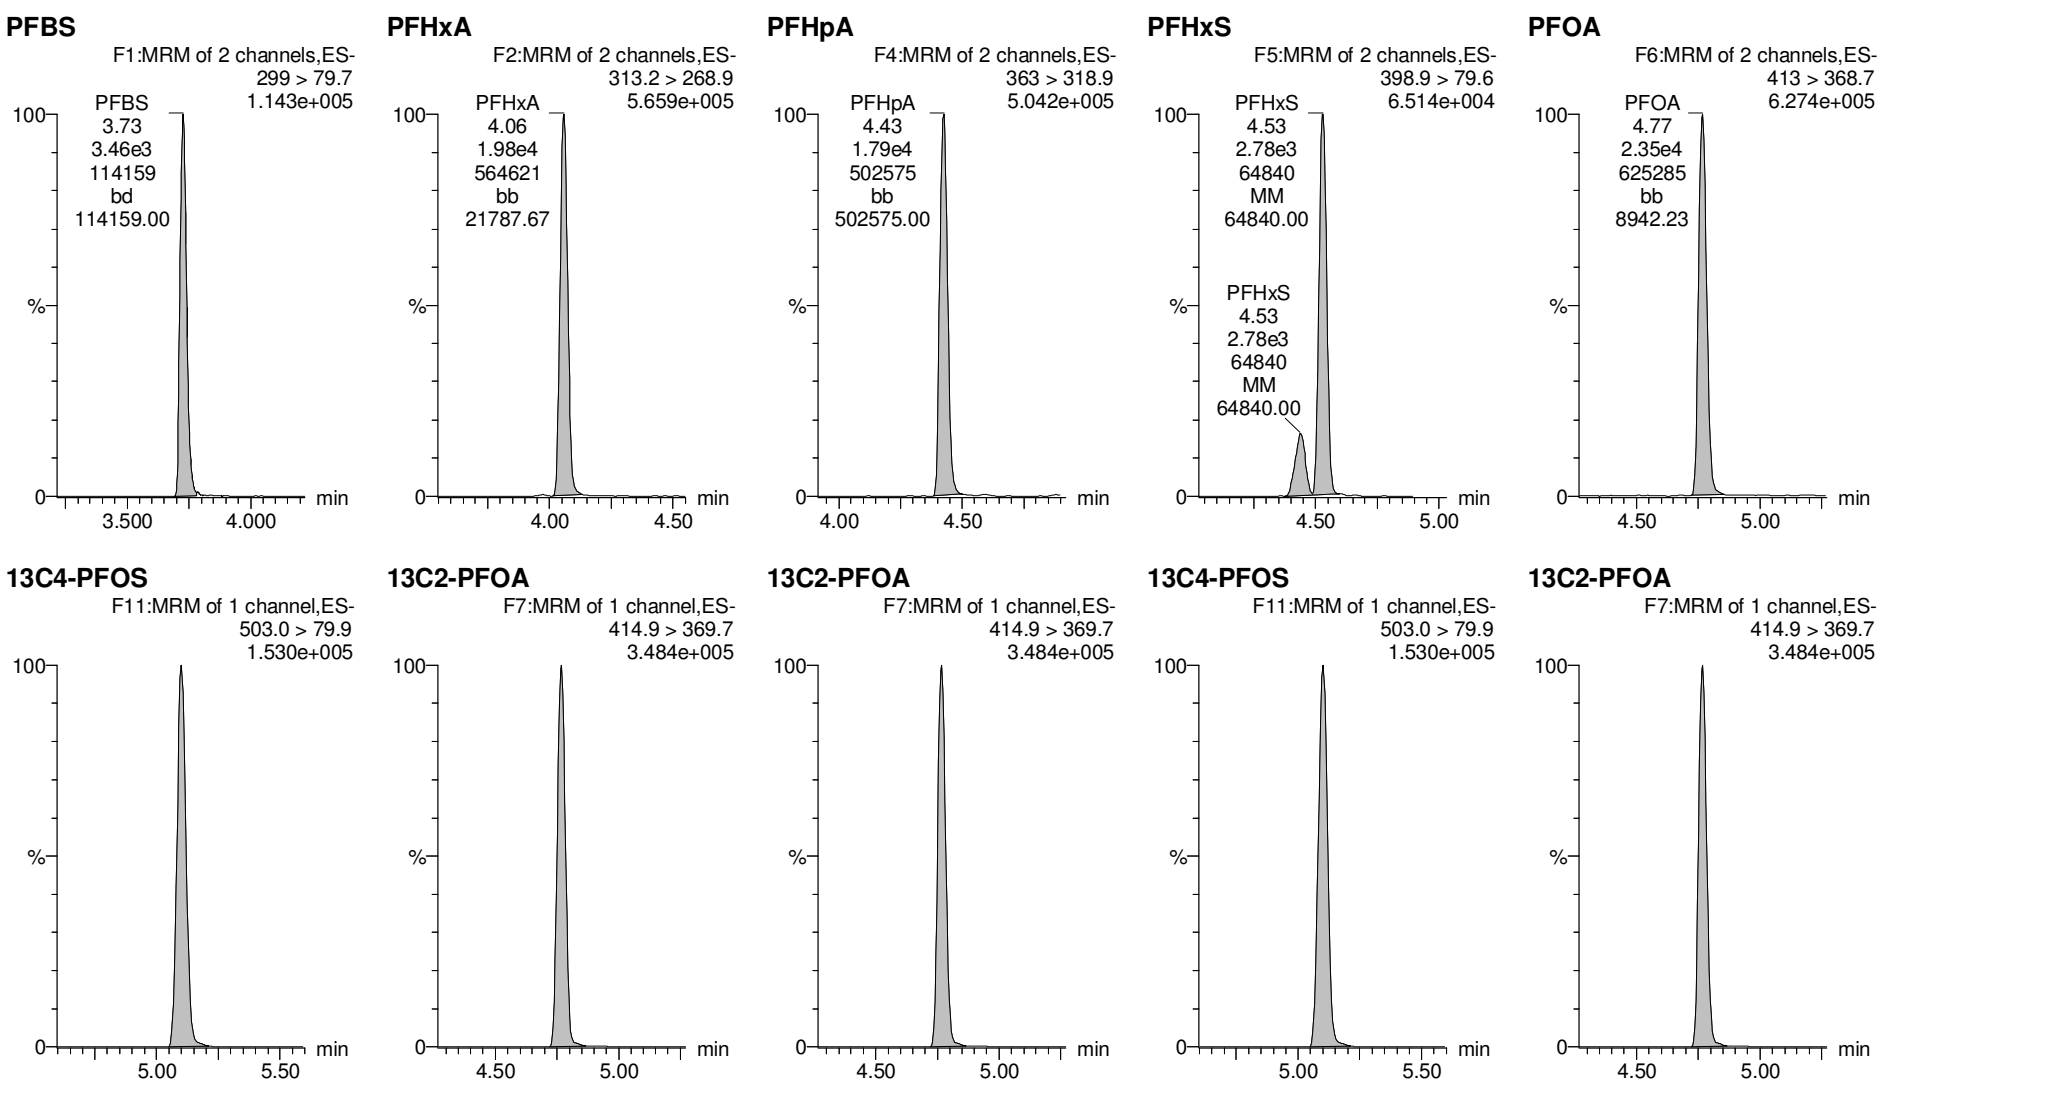 PFBS
F1:MRM of 2 channels,ES-
299 > 79.7
1.143e+005
PFBS
3.73
3.46e3
114159
bd
114159.00
100
%
0
min
3.500 4.000
PFHxA
F2:MRM of 2 channels,ES-
313.2 > 268.9
5.659e+005
PFHxA
4.06
1.98e4
564621
bb
21787.67
100
%
0
min
4.00 4.50
PFHpA
F4:MRM of 2 channels,ES-
363 > 318.9
5.042e+005
PFHpA
4.43
1.79e4
502575
bb
502575.00
100
%
0
min
4.00 4.50
PFHxS
F5:MRM of 2 channels,ES-
398.9 > 79.6
6.514e+004
PFHxS
4.53
2.78e3
64840
MM
64840.00
PFHxS
4.53
2.78e3
64840
MM
64840.00
100
%
0
min
4.50 5.00
PFOA
F6:MRM of 2 channels,ES-
413 > 368.7
6.274e+005
PFOA
4.77
2.35e4
625285
bb
8942.23
100
%
0
min
4.50 5.00
13C4-PFOS
F11:MRM of 1 channel,ES-
503.0 > 79.9
1.530e+005
100
%
0
min
5.00 5.50
13C2-PFOA
F7:MRM of 1 channel,ES-
414.9 > 369.7
3.484e+005
100
%
0
min
4.50 5.00
13C2-PFOA
F7:MRM of 1 channel,ES-
414.9 > 369.7
3.484e+005
100
%
0
min
4.50 5.00
13C4-PFOS
F11:MRM of 1 channel,ES-
503.0 > 79.9
1.530e+005
100
%
0
min
5.00 5.50
13C2-PFOA
F7:MRM of 1 channel,ES-
414.9 > 369.7
3.484e+005
100
%
0
min
4.50 5.00